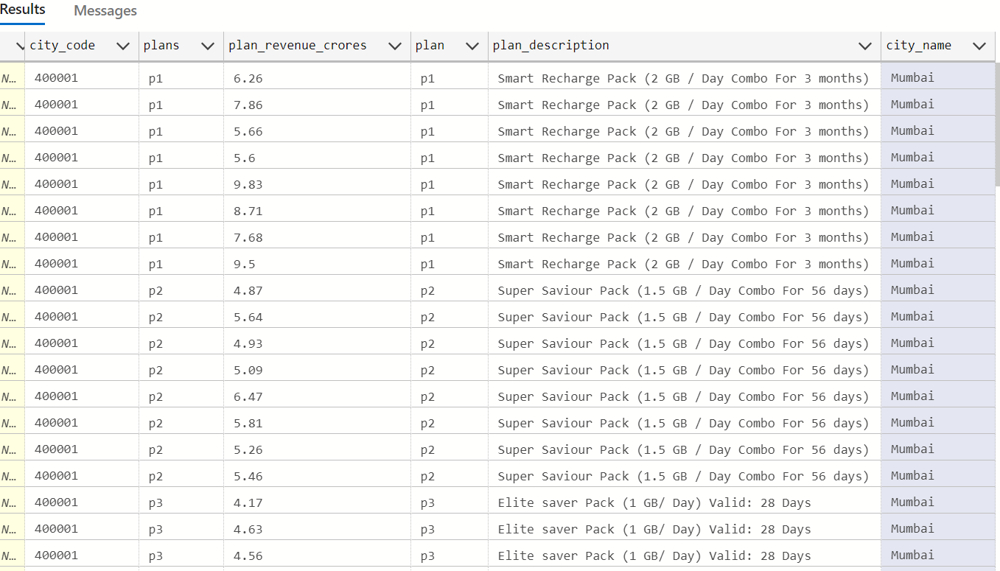 Results Messages
city_code plans plan_revenue_crores plan plan_description city_name
N… 400001 p1 6.26 p1 Smart Recharge Pack (2 GB / Day Combo For 3 months) Mumbai
N… 400001 p1 7.86 p1 Smart Recharge Pack (2 GB / Day Combo For 3 months) Mumbai
N… 400001 p1 5.66 p1 Smart Recharge Pack (2 GB / Day Combo For 3 months) Mumbai
N… 400001 p1 5.6 p1 Smart Recharge Pack (2 GB / Day Combo For 3 months) Mumbai
N… 400001 p1 9.83 p1 Smart Recharge Pack (2 GB / Day Combo For 3 months) Mumbai
N… 400001 p1 8.71 p1 Smart Recharge Pack (2 GB / Day Combo For 3 months) Mumbai
N… 400001 p1 7.68 p1 Smart Recharge Pack (2 GB / Day Combo For 3 months) Mumbai
N… 400001 p1 9.5 p1 Smart Recharge Pack (2 GB / Day Combo For 3 months) Mumbai
N… 400001 p2 4.87 p2 Super Saviour Pack (1.5 GB / Day Combo For 56 days) Mumbai
N… 400001 p2 5.64 p2 Super Saviour Pack (1.5 GB / Day Combo For 56 days) Mumbai
N… 400001 p2 4.93 p2 Super Saviour Pack (1.5 GB / Day Combo For 56 days) Mumbai
N… 400001 p2 5.09 p2 Super Saviour Pack (1.5 GB / Day Combo For 56 days) Mumbai
N… 400001 p2 6.47 p2 Super Saviour Pack (1.5 GB / Day Combo For 56 days) Mumbai
N… 400001 p2 5.81 p2 Super Saviour Pack (1.5 GB / Day Combo For 56 days) Mumbai
N… 400001 p2 5.26 p2 Super Saviour Pack (1.5 GB / Day Combo For 56 days) Mumbai
N… 400001 p2 5.46 p2 Super Saviour Pack (1.5 GB / Day Combo For 56 days) Mumbai
N… 400001 p3 4.17 p3 Elite saver Pack (1 GB/ Day) Valid: 28 Days Mumbai
N… 400001 p3 4.63 p3 Elite saver Pack (1 GB/ Day) Valid: 28 Days Mumbai
N… 400001 p3 4.56 p3 Elite saver Pack (1 GB/ Day) Valid: 28 Days Mumbai